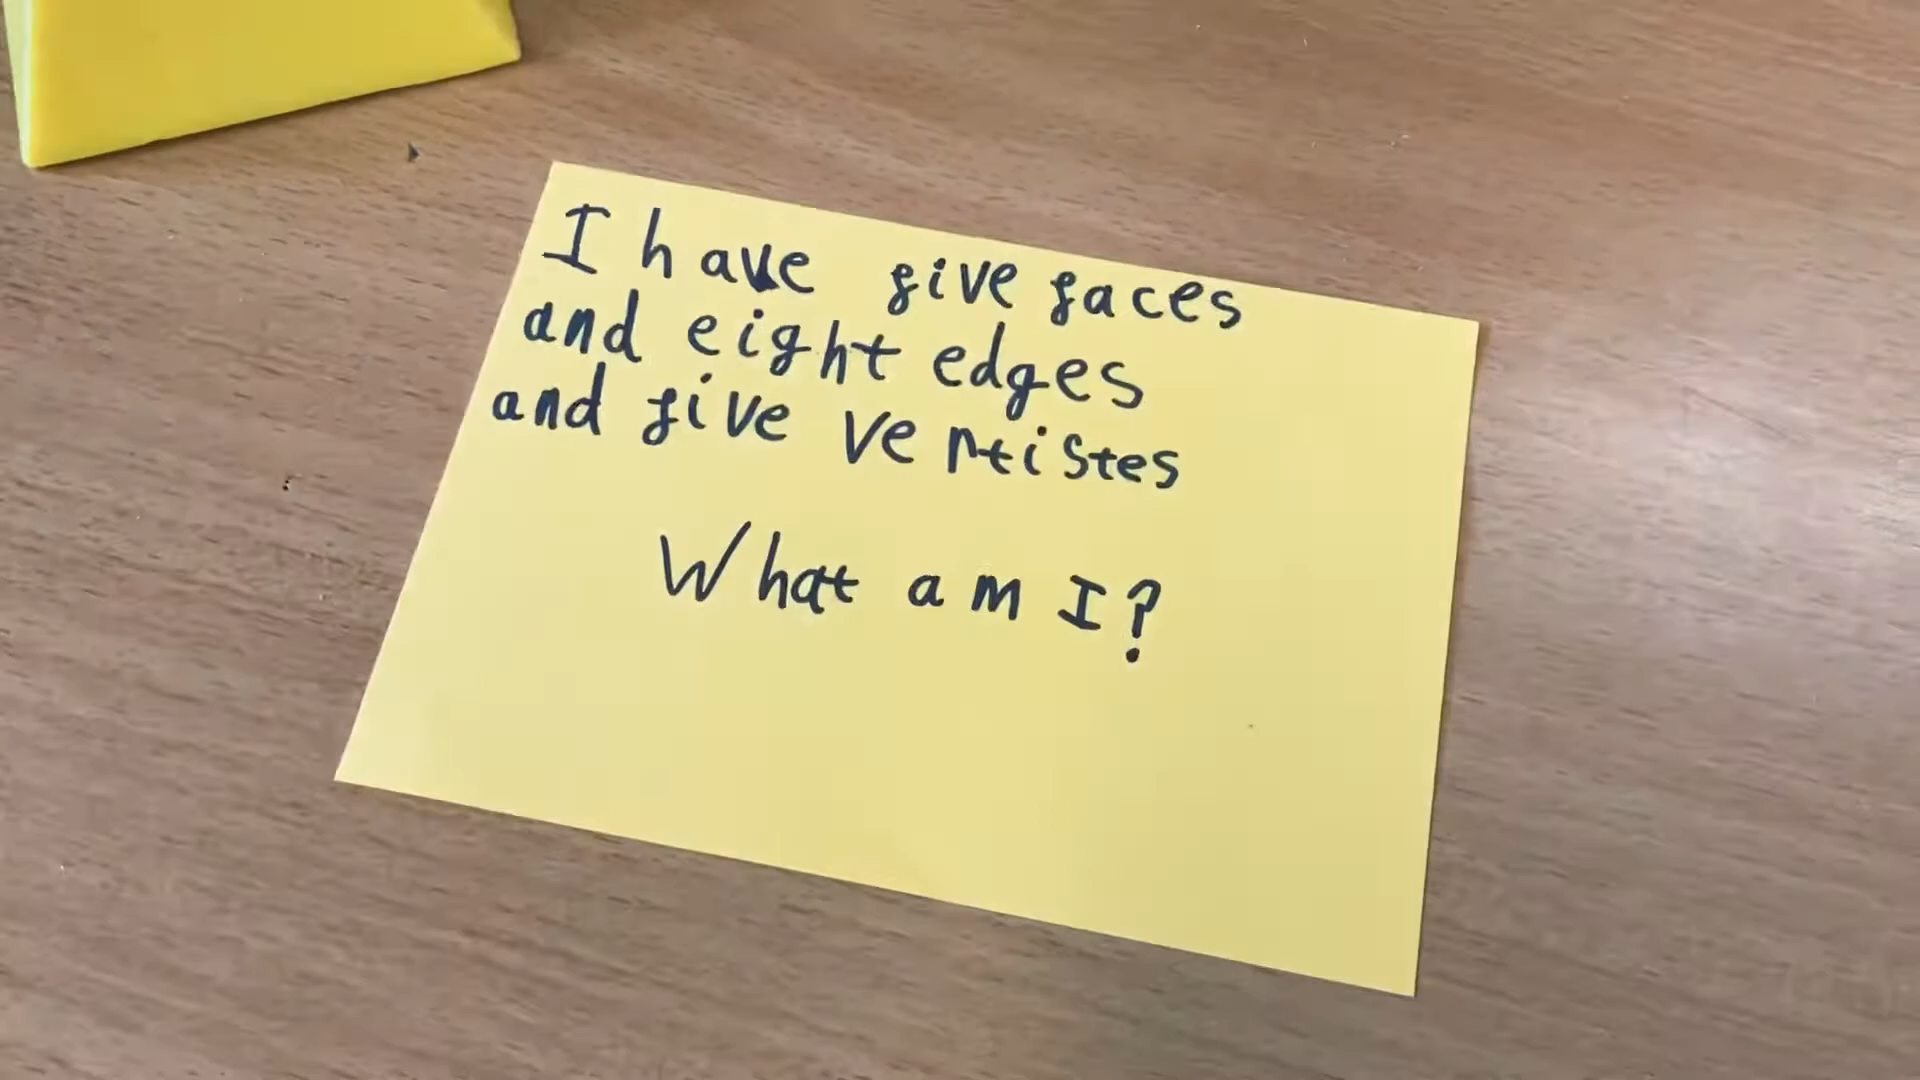 I have five faces
and eight edges
and five vertistes
What am I?